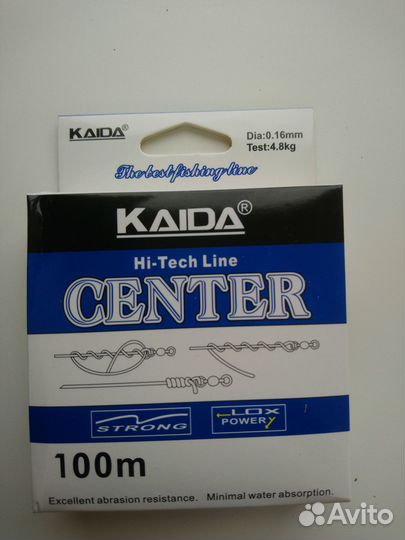 KAIDA®
Dia:0.16mm
Test:4.8kg
The best fishing line
KAIDA®
Hi-Tech Line
CENTER
STRONG
LOX
POWER
100m
Excellent abrasion resistance. Minimal water absorption.
Avito